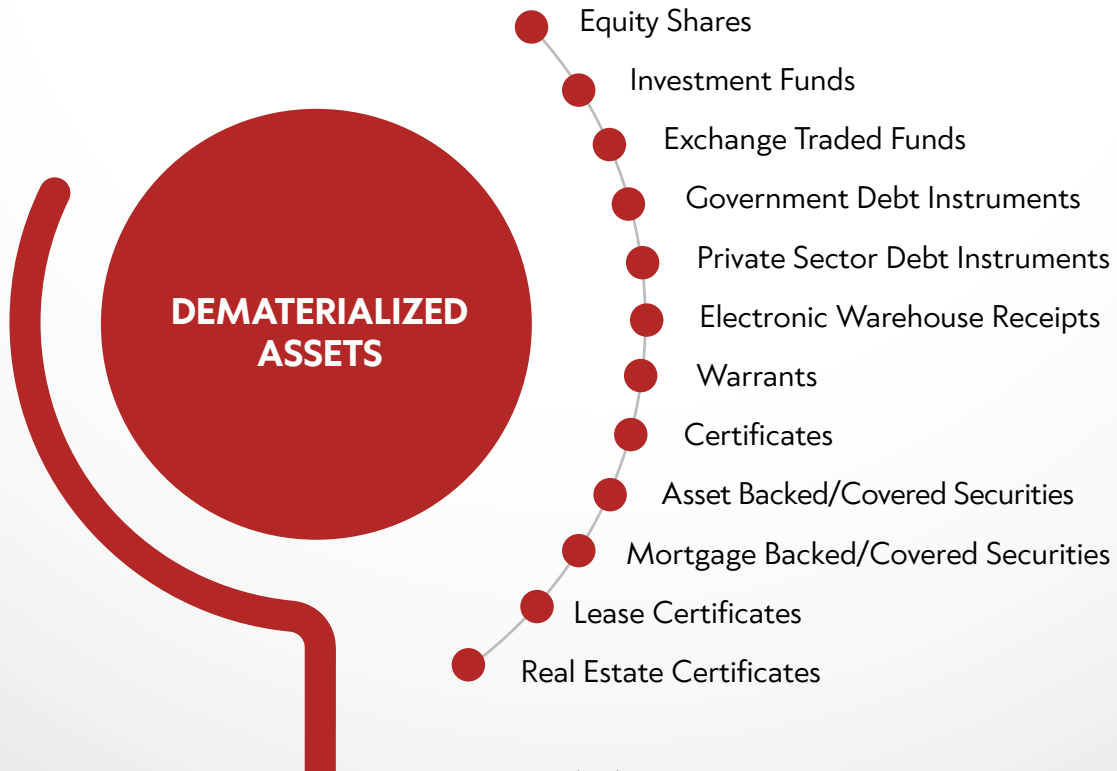 Equity Shares
Investment Funds
Exchange Traded Funds
Government Debt Instruments
Private Sector Debt Instruments
DEMATERIALIZED
ASSETS
Electronic Warehouse Receipts
Warrants
Certificates
Asset Backed/Covered Securities
Mortgage Backed/Covered Securities
Lease Certificates
Real Estate Certificates